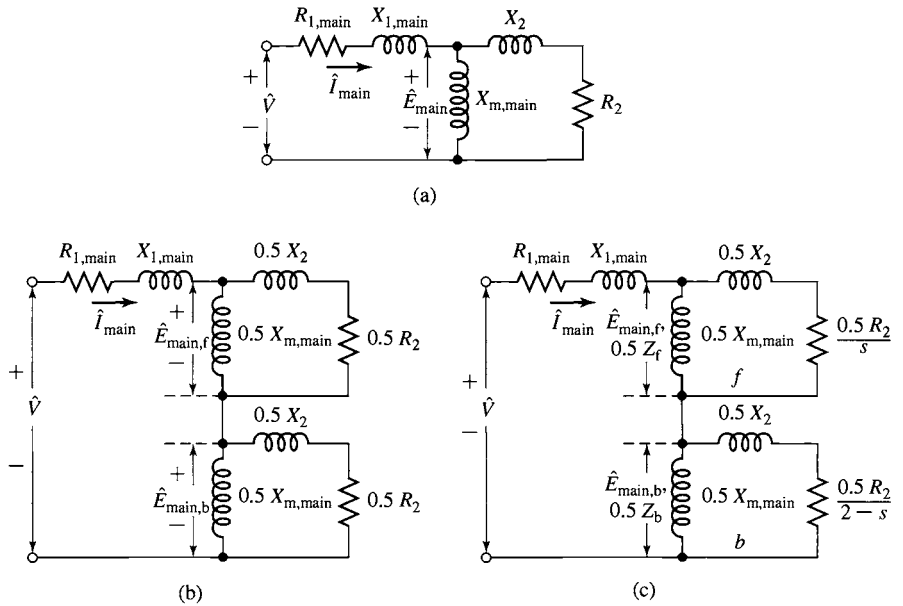 R1,main X1,main X2
+ V̂ − Îmain + Êmain − Xm,main R2
(a)
R1,main X1,main 0.5 X2
Îmain + Êmain,f − 0.5 Xm,main 0.5 R2
+ V̂ −
0.5 X2
+ Êmain,b − 0.5 Xm,main 0.5 R2
(b)
R1,main X1,main 0.5 X2
Îmain Êmain,f, 0.5 Zf 0.5 Xm,main 0.5 R2 / s
f
+ V̂ −
0.5 X2
Êmain,b, 0.5 Zb 0.5 Xm,main 0.5 R2 / 2 − s
b
(c)